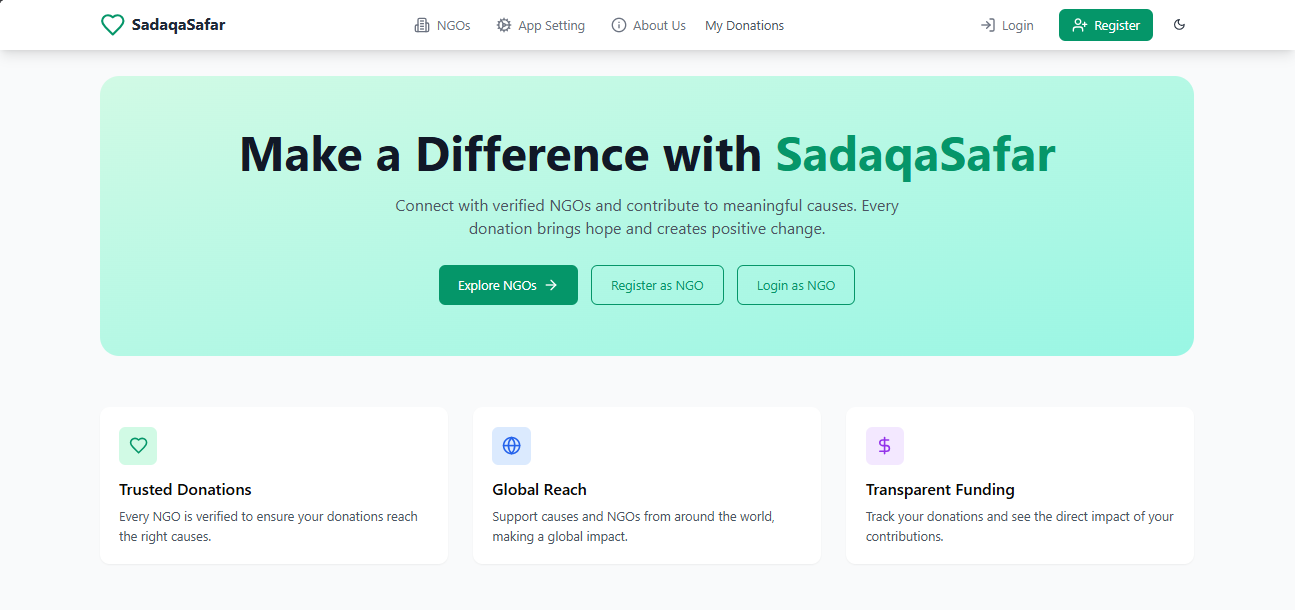 SadaqaSafar
NGOs
App Setting
About Us
My Donations
Login
Register
Make a Difference with SadaqaSafar
Connect with verified NGOs and contribute to meaningful causes. Every
donation brings hope and creates positive change.
Explore NGOs
Register as NGO
Login as NGO
Trusted Donations
Every NGO is verified to ensure your donations reach
the right causes.
Global Reach
Support causes and NGOs from around the world,
making a global impact.
Transparent Funding
Track your donations and see the direct impact of your
contributions.